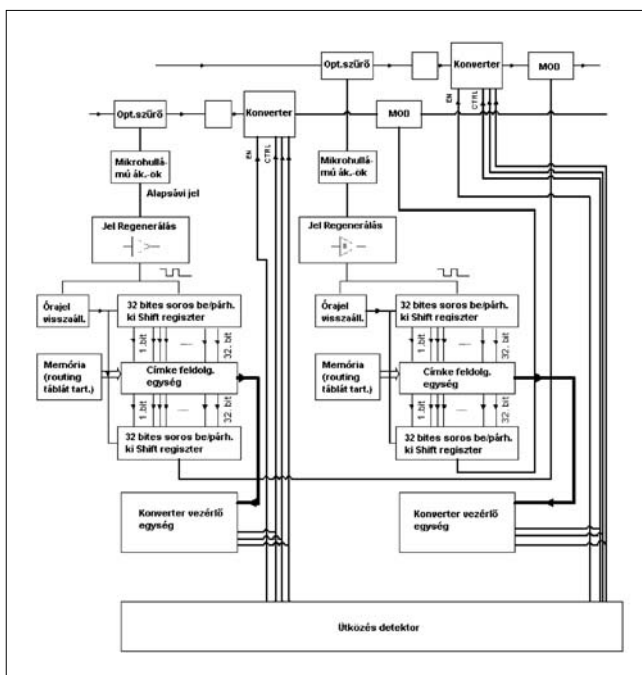 Opt.szűrő
Konverter
MOD
EN
CTRL
Opt.szűrő
Konverter
MOD
EN
CTRL
Mikrohullá-
mú ák.-ok
Alapsávi jel
Mikrohullá-
mú ák.-ok
Jel Regenerálás
Jel Regenerálás
Órajel
visszaáll.
32 bites soros be/párh.
ki Shift regiszter
Órajel
visszaáll.
32 bites soros be/párh.
ki Shift regiszter
1.bit
32. bit
1.bit
32. bit
Memória
(routing
táblát tart.)
Címke feldolg.
egység
Memória
(routing
táblát tart.)
Címke feldolg.
egység
1.bit
32. bit
1.bit
32. bit
32 bites soros be/párh.
ki Shift regiszter
32 bites soros be/párh.
ki Shift regiszter
Konverter vezérlő
egység
Konverter vezérlő
egység
Ütközés detektor